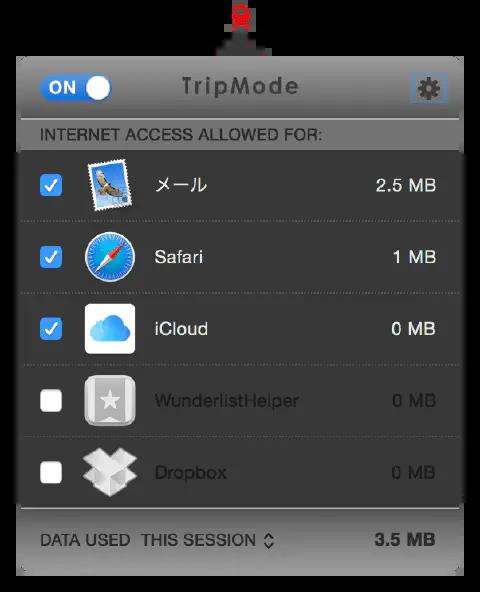 ON TripMode
INTERNET ACCESS ALLOWED FOR:
メール 2.5 MB
Safari 1 MB
iCloud 0 MB
WunderlistHelper 0 MB
Dropbox 0 MB
DATA USED THIS SESSION 3.5 MB